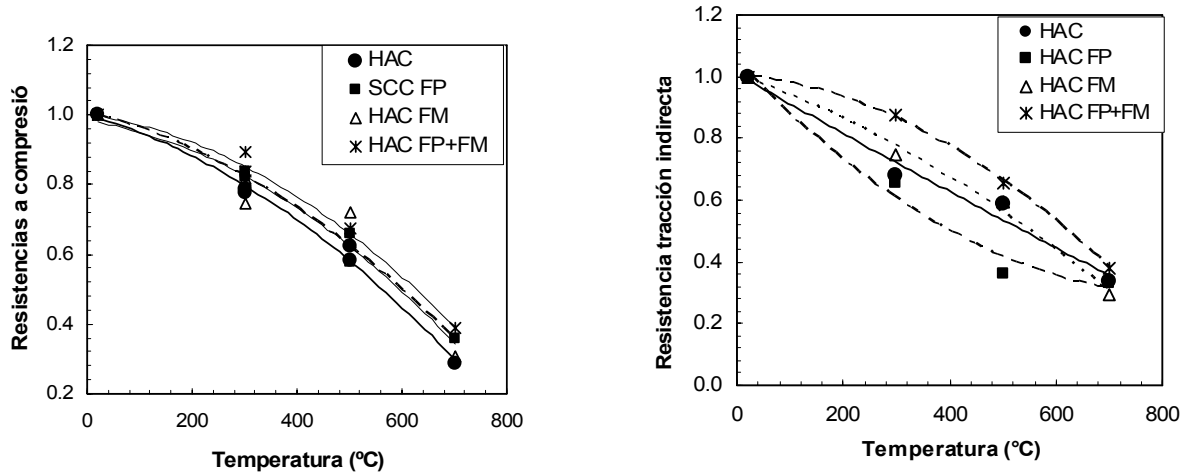 1.2
1.0
0.8
0.6
0.4
0.2
0 200 400 600 800
Temperatura (ºC)
Resistencias a compresió
HAC
SCC FP
HAC FM
HAC FP+FM
1.2
1.0
0.8
0.6
0.4
0.2
0.0
0 200 400 600 800
Temperatura (°C)
Resistencia tracción indirecta
HAC
HAC FP
HAC FM
HAC FP+FM